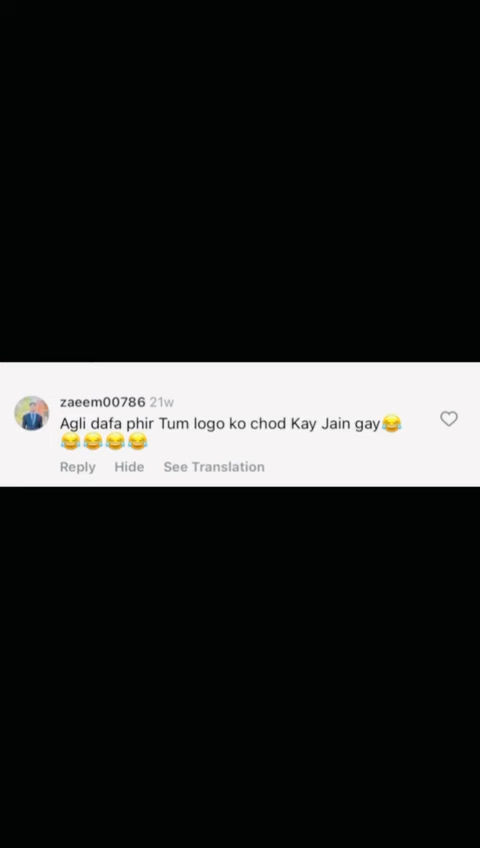 zaeem00786 21w
Agli dafa phir Tum logo ko chod Kay Jain gay😂
😂😂😂😂
Reply Hide See Translation